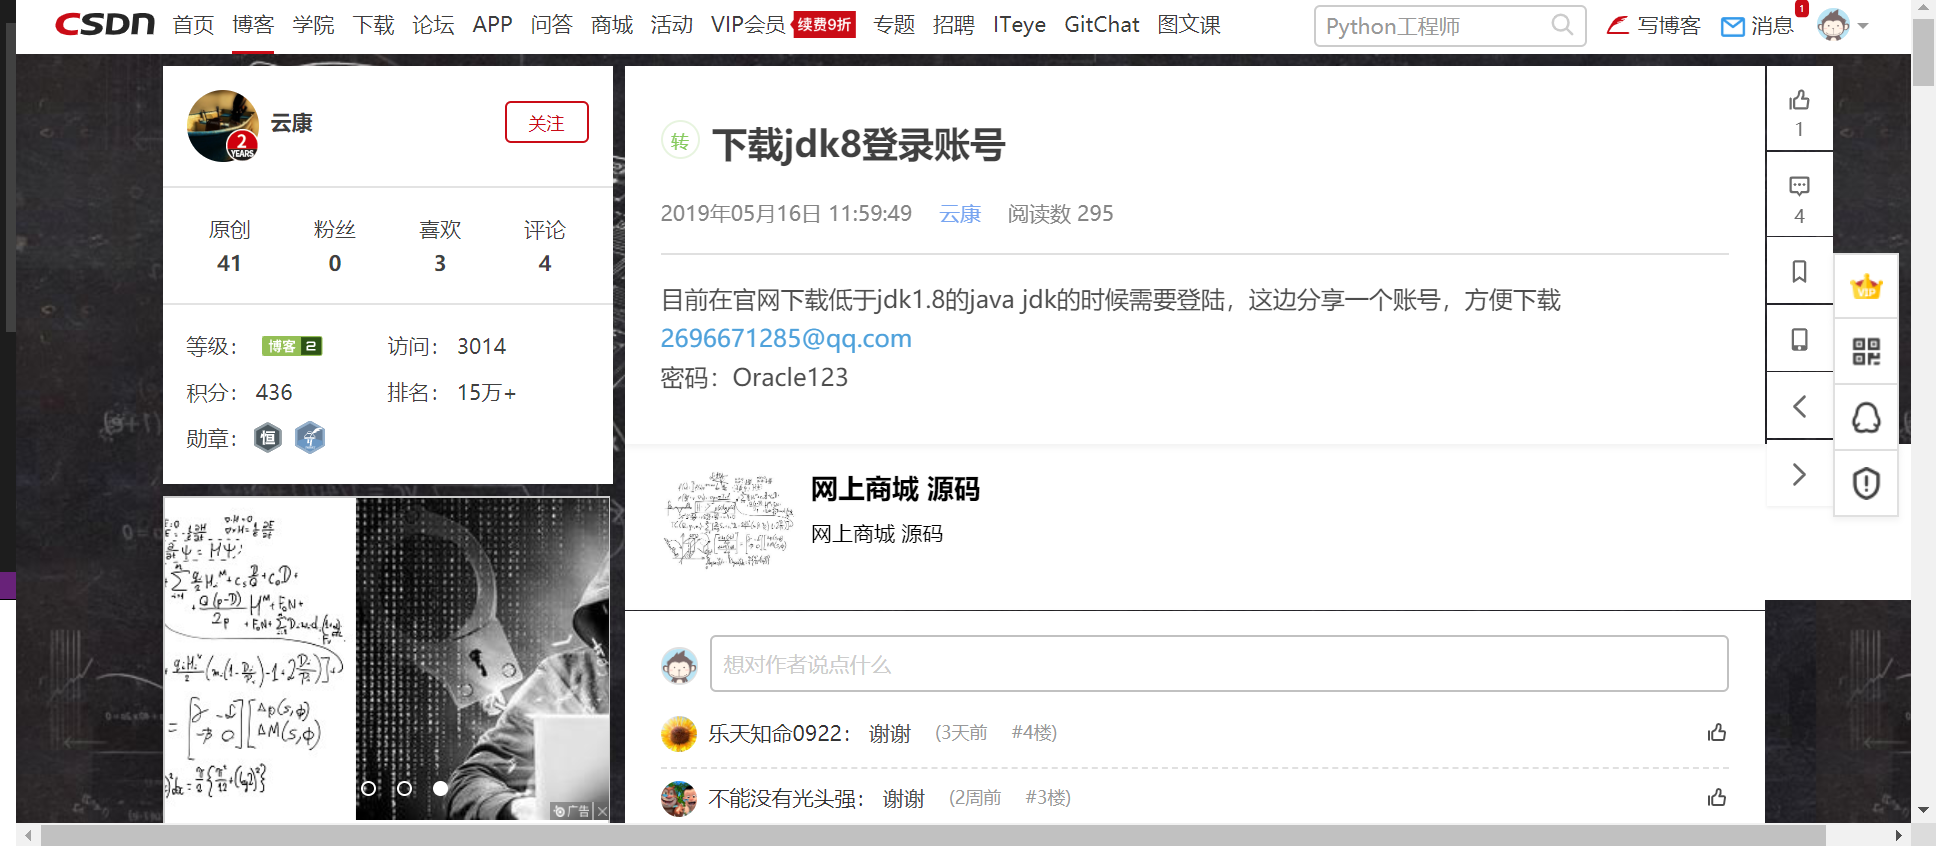 CSDN 首页 博客 学院 下载 论坛 APP 问答 商城 活动 VIP会员 续费9折 专题 招聘 ITeye GitChat 图文课 Python工程师 写博客 消息 1
云康
2
YEARS
关注
原创 粉丝 喜欢 评论
41 0 3 4
等级： 博客 2 访问： 3014
积分： 436 排名： 15万+
勋章： 恒
广告
转 下载jdk8登录账号
2019年05月16日 11:59:49 云康 阅读数 295
目前在官网下载低于jdk1.8的java jdk的时候需要登陆，这边分享一个账号，方便下载
2696671285@qq.com
密码：Oracle123
网上商城 源码
网上商城 源码
想对作者说点什么
乐天知命0922： 谢谢 (3天前 #4楼)
不能没有光头强： 谢谢 (2周前 #3楼)
1
4
VIP